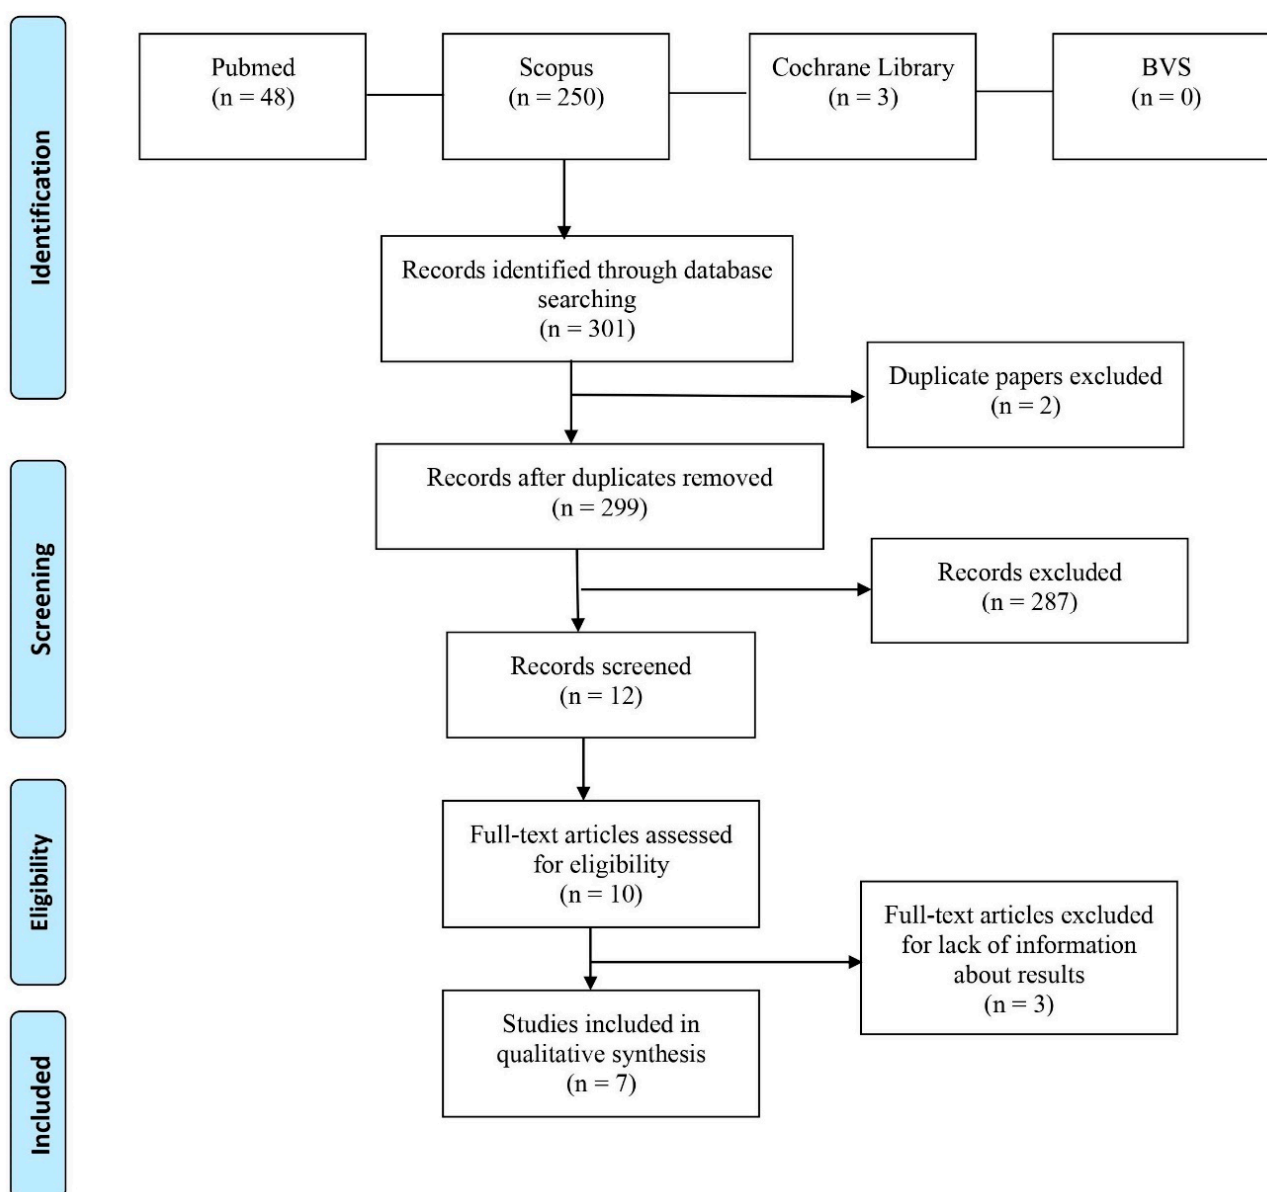 Identification
Pubmed
(n = 48)
Scopus
(n = 250)
Cochrane Library
(n = 3)
BVS
(n = 0)
Records identified through database
searching
(n = 301)
Duplicate papers excluded
(n = 2)
Screening
Records after duplicates removed
(n = 299)
Records excluded
(n = 287)
Records screened
(n = 12)
Eligibility
Full-text articles assessed
for eligibility
(n = 10)
Full-text articles excluded
for lack of information
about results
(n = 3)
Included
Studies included in
qualitative synthesis
(n = 7)